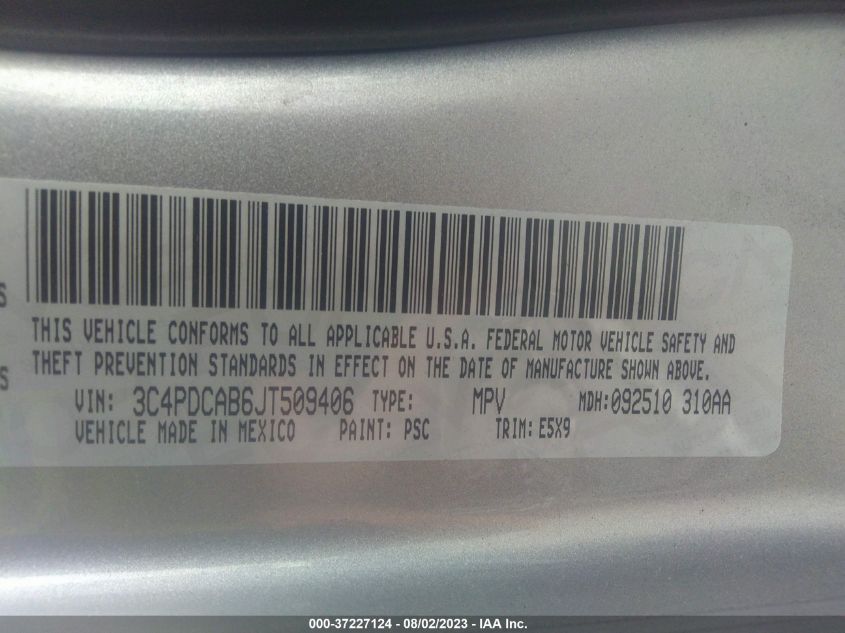 S
THIS VEHICLE CONFORMS TO ALL APPLICABLE U.S.A. FEDERAL MOTOR VEHICLE SAFETY AND
S THEFT PREVENTION STANDARDS IN EFFECT ON THE DATE OF MANUFACTURE SHOWN ABOVE.
VIN: 3C4PDCAB6JT509406 TYPE: MPV MDH:092510 310AA
VEHICLE MADE IN MEXICO PAINT: PSC TRIM: E5X9
000-37227124 - 08/02/2023 - IAA Inc.